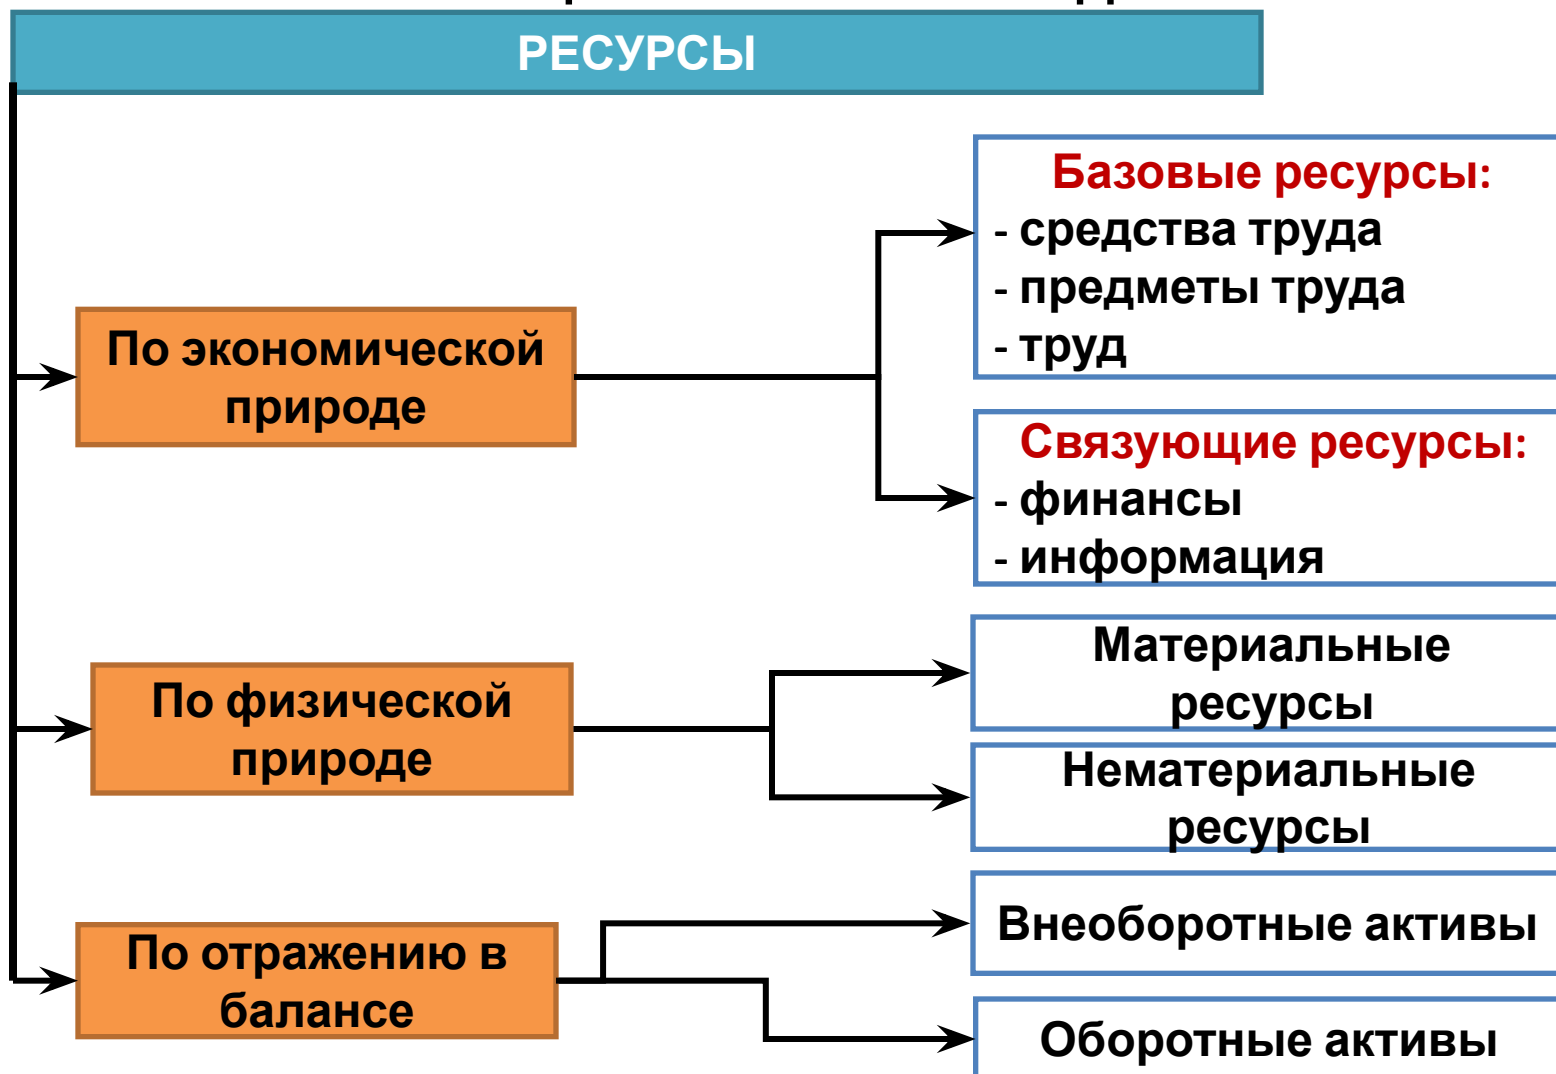 РЕСУРСЫ
Базовые ресурсы:
- средства труда
- предметы труда
- труд
По экономической
природе
Связующие ресурсы:
- финансы
- информация
Материальные
ресурсы
По физической
природе
Нематериальные
ресурсы
Внеоборотные активы
По отражению в
балансе
Оборотные активы